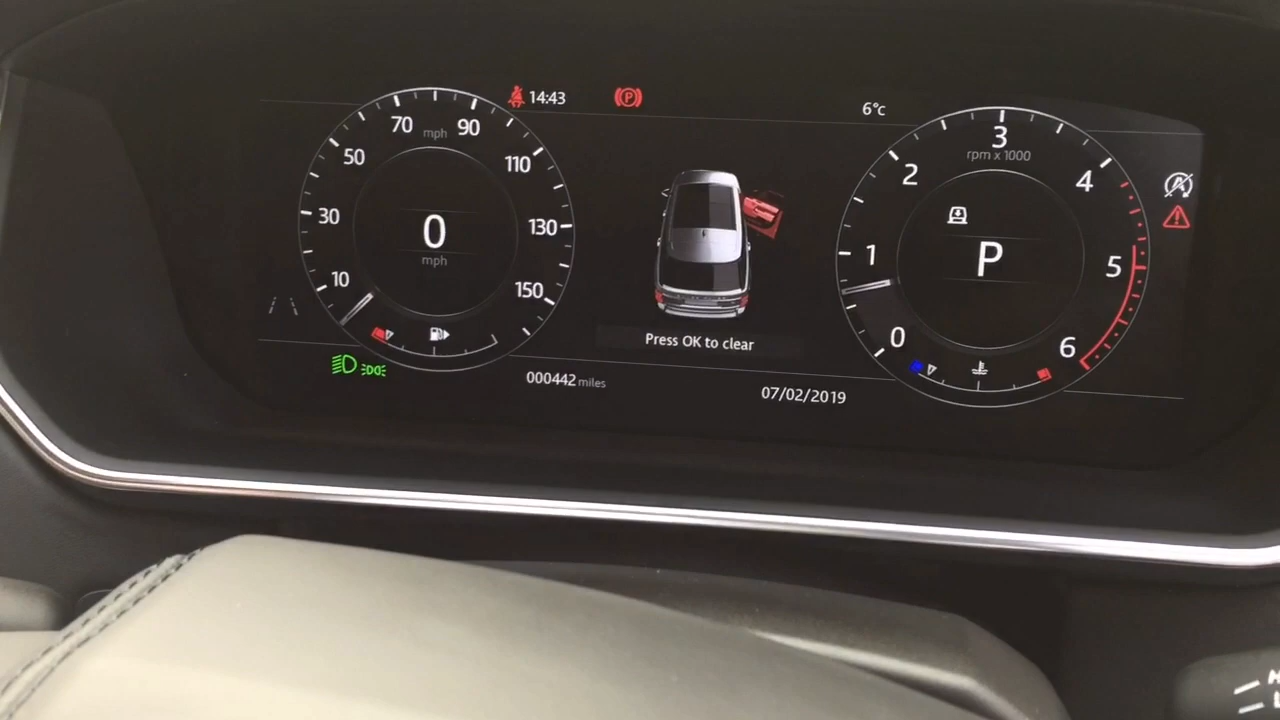 14:43
P
6°c
70 mph 90
50
110
30
130
10
150
0
mph
3
rpm x 1000
2
4
1
5
0
6
P
Press OK to clear
000442 miles
07/02/2019